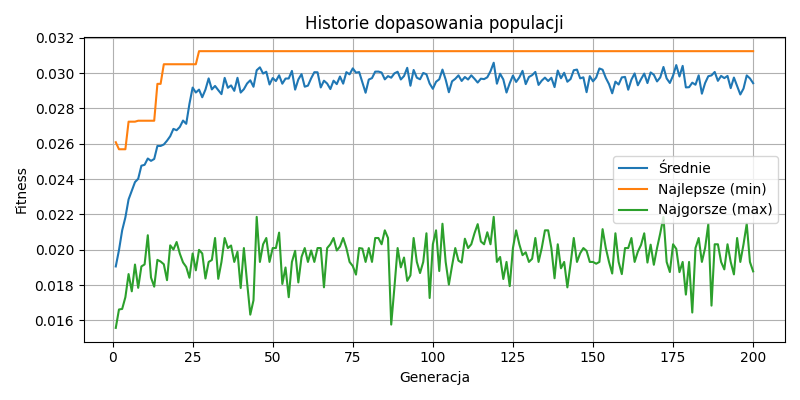 Historie dopasowania populacji
0.032
0.030
0.028
0.026
0.024
0.022
0.020
0.018
0.016
Fitness
Średnie
Najlepsze (min)
Najgorsze (max)
0 25 50 75 100 125 150 175 200
Generacja